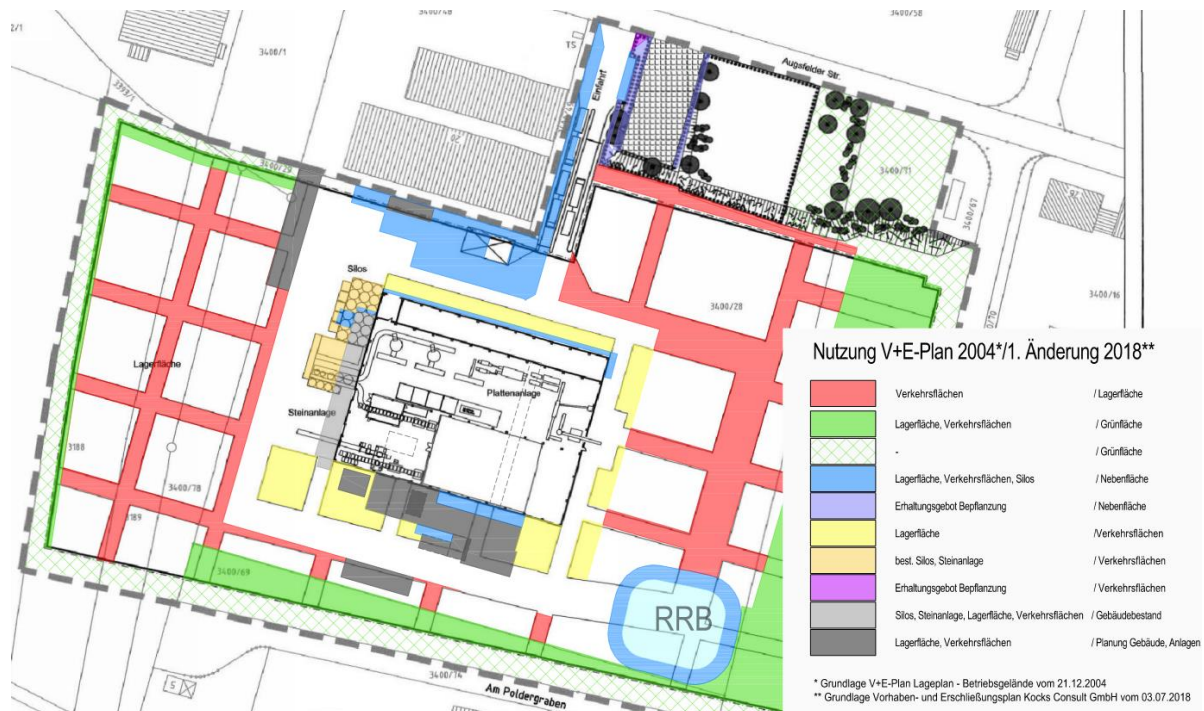 2/1
3400/1
3400/48
3400/58
TS
Augsfelder Str.
3393/1
Einfahrt
3400/29
3400/71
3400/67
Silos
3400/28
3400/16
Lagerfläche
Plattenanlage
Steinanlage
3188
3400/78
3189
3400/69
RRB
3400/74
S
Am Poldergraben
Nutzung V+E-Plan 2004*/1. Änderung 2018**
Verkehrsflächen / Lagerfläche
Lagerfläche, Verkehrsflächen / Grünfläche
- / Grünfläche
Lagerfläche, Verkehrsflächen, Silos / Nebenfläche
Erhaltungsgebot Bepflanzung / Nebenfläche
Lagerfläche /Verkehrsflächen
best. Silos, Steinanlage / Verkehrsflächen
Erhaltungsgebot Bepflanzung / Verkehrsflächen
Silos, Steinanlage, Lagerfläche, Verkehrsflächen / Gebäudebestand
Lagerfläche, Verkehrsflächen / Planung Gebäude, Anlagen
* Grundlage V+E-Plan Lageplan - Betriebsgelände vom 21.12.2004
** Grundlage Vorhaben- und Erschließungsplan Kocks Consult GmbH vom 03.07.2018